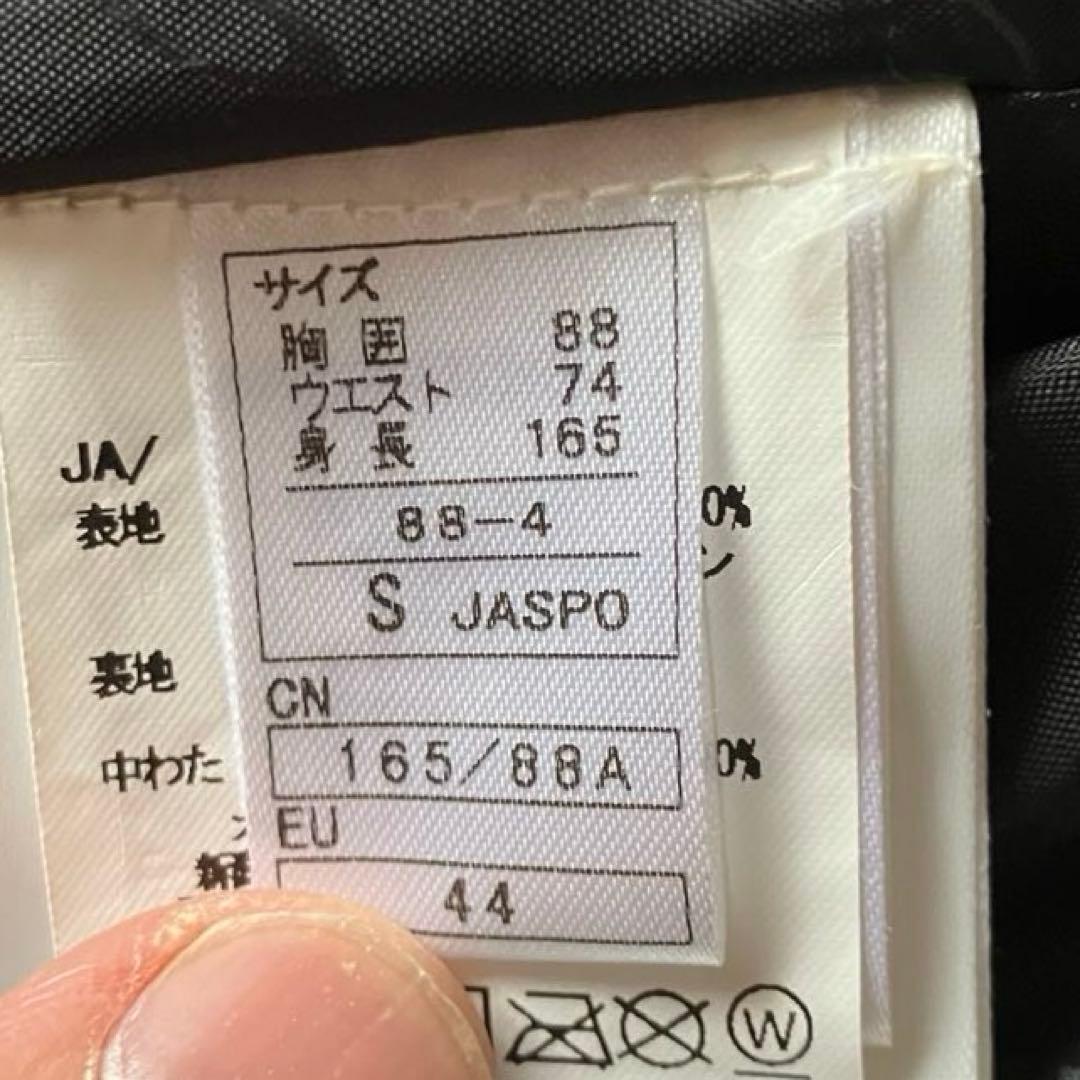 サイズ
胸囲 88
ウエスト 74
身長 165
88-4
S JASPO
CN
165/88A
EU
44
JA/
表地 0%
ン
裏地
中わた 0%
W